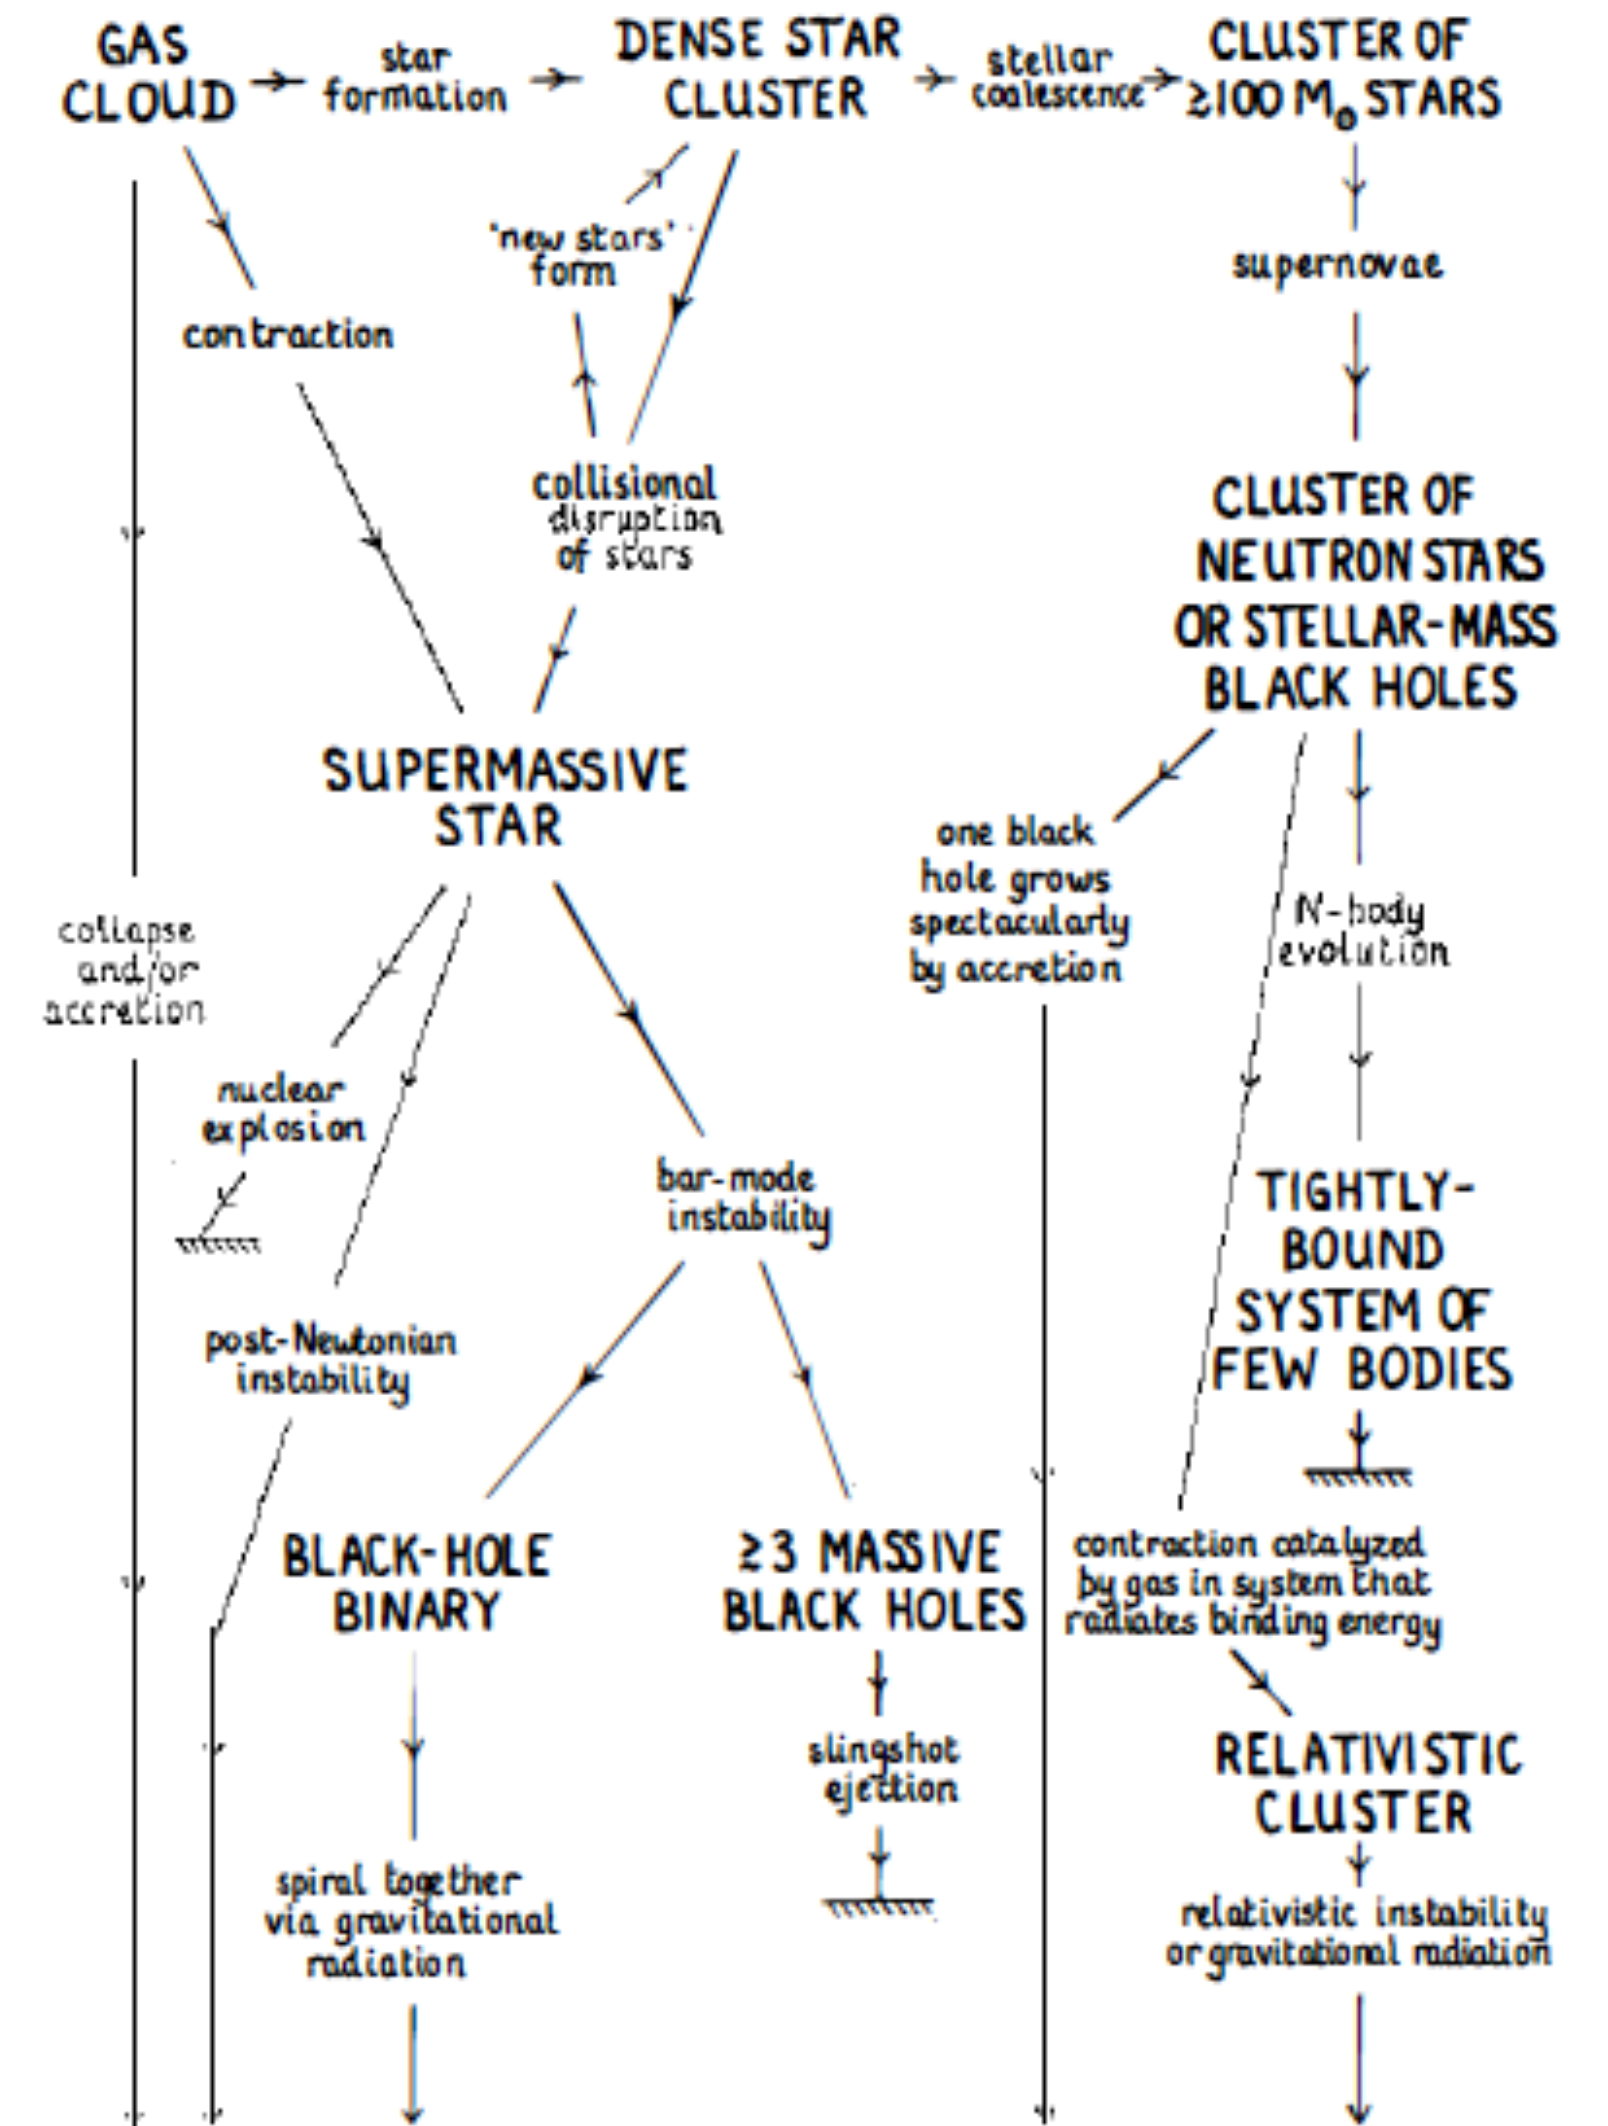 GAS
CLOUD
star
formation
DENSE STAR
CLUSTER
stellar
coalescence
CLUSTER OF
≥100 M⊙ STARS
'new stars'
form
supernovae
contraction
collisional
disruption
of stars
CLUSTER OF
NEUTRON STARS
OR STELLAR-MASS
BLACK HOLES
SUPERMASSIVE
STAR
one black
hole grows
spectacularly
by accretion
N-body
evolution
collapse
and/or
accretion
nuclear
explosion
bar-mode
instability
TIGHTLY-
BOUND
SYSTEM OF
FEW BODIES
post-Newtonian
instability
BLACK-HOLE
BINARY
≥3 MASSIVE
BLACK HOLES
contraction catalyzed
by gas in system that
radiates binding energy
slingshot
ejection
RELATIVISTIC
CLUSTER
spiral together
via gravitational
radiation
relativistic instability
or gravitational radiation